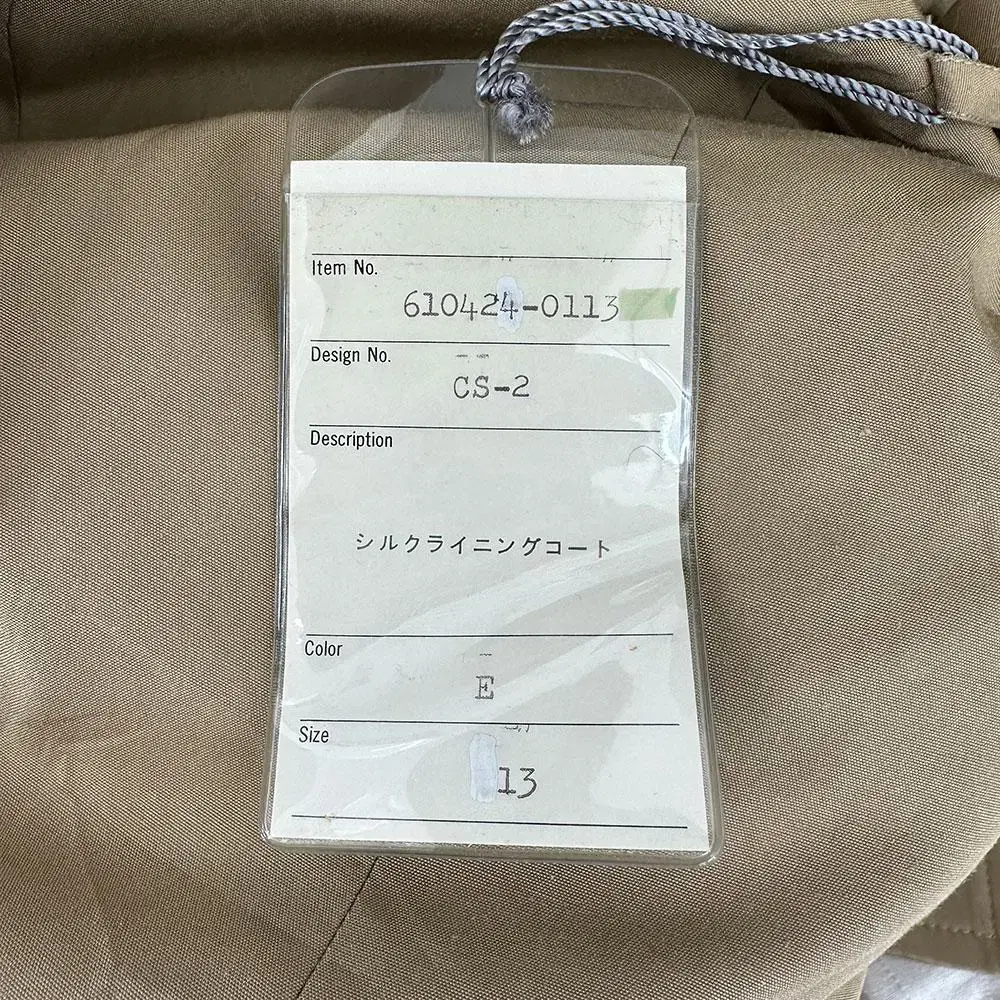 Item No.
610424-0113
Design No.
CS-2
Description
シルクライニングコート
Color
E
Size
13